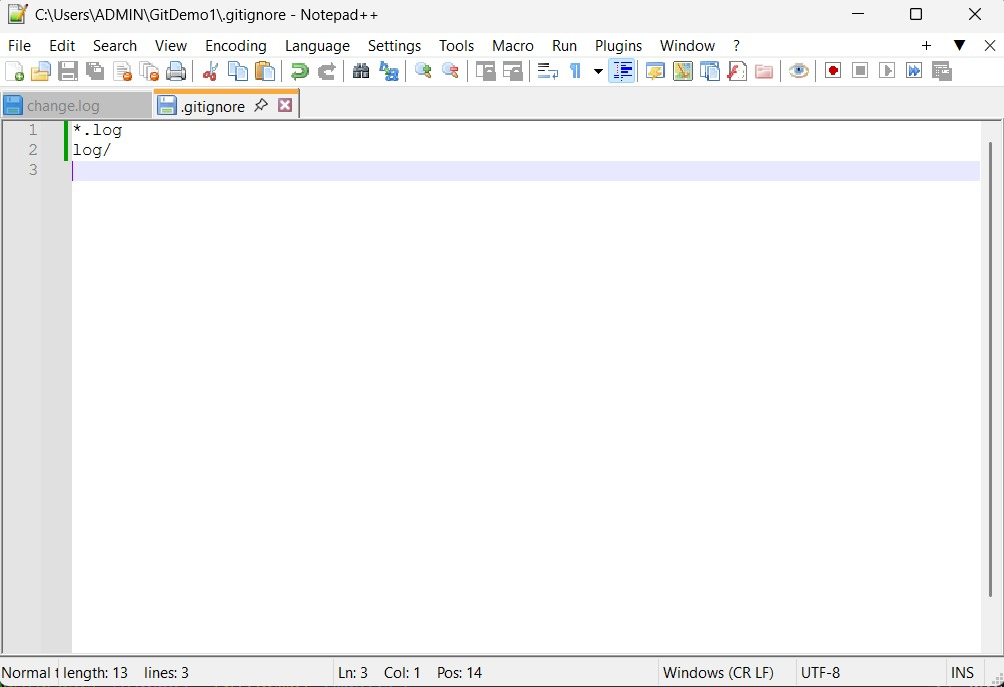 C:\Users\ADMIN\GitDemo1\.gitignore - Notepad++
File Edit Search View Encoding Language Settings Tools Macro Run Plugins Window ?
change.log .gitignore
1 *.log
2 log/
3
Normal t length: 13 lines: 3 Ln: 3 Col: 1 Pos: 14 Windows (CR LF) UTF-8 INS